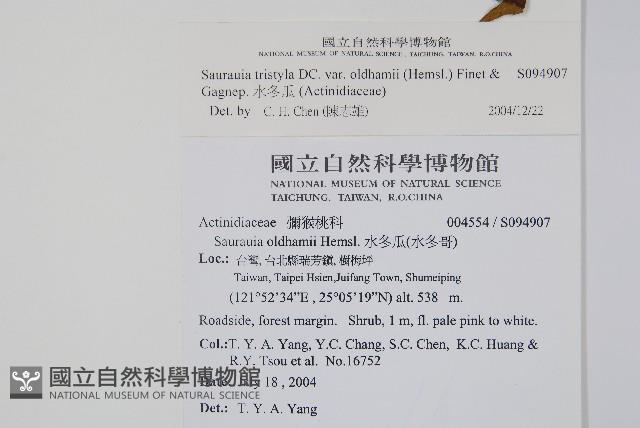 國立自然科學博物館
NATIONAL MUSEUM OF NATURAL SCIENCE , TAICHUNG, TAIWAN, R.O.CHINA
Saurauia tristyla DC. var. oldhamii (Hemsl.) Finet & S094907
Gagnep. 水冬瓜 (Actinidiaceae)
Det. by C. H. Chen (陳志雄) 2004/12/22
國立自然科學博物館
NATIONAL MUSEUM OF NATURAL SCIENCE
TAICHUNG, TAIWAN, R.O.CHINA
Actinidiaceae 獼猴桃科 004554 / S094907
Saurauia oldhamii Hemsl. 水冬瓜(水冬哥)
Loc.: 台灣, 台北縣瑞芳鎮, 樹梅坪
Taiwan, Taipei Hsien,Juifang Town, Shumeiping
(121°52’34”E , 25°05’19”N) alt. 538 m.
Roadside, forest margin. Shrub, 1 m, fl. pale pink to white.
Col.:T. Y. A. Yang, Y.C. Chang, S.C. Chen, K.C. Huang &
R.Y. Tsou et al. No.16752
18 , 2004
Det.: T. Y. A. Yang
國立自然科學博物館
NATIONAL MUSEUM OF NATURAL SCIENCE